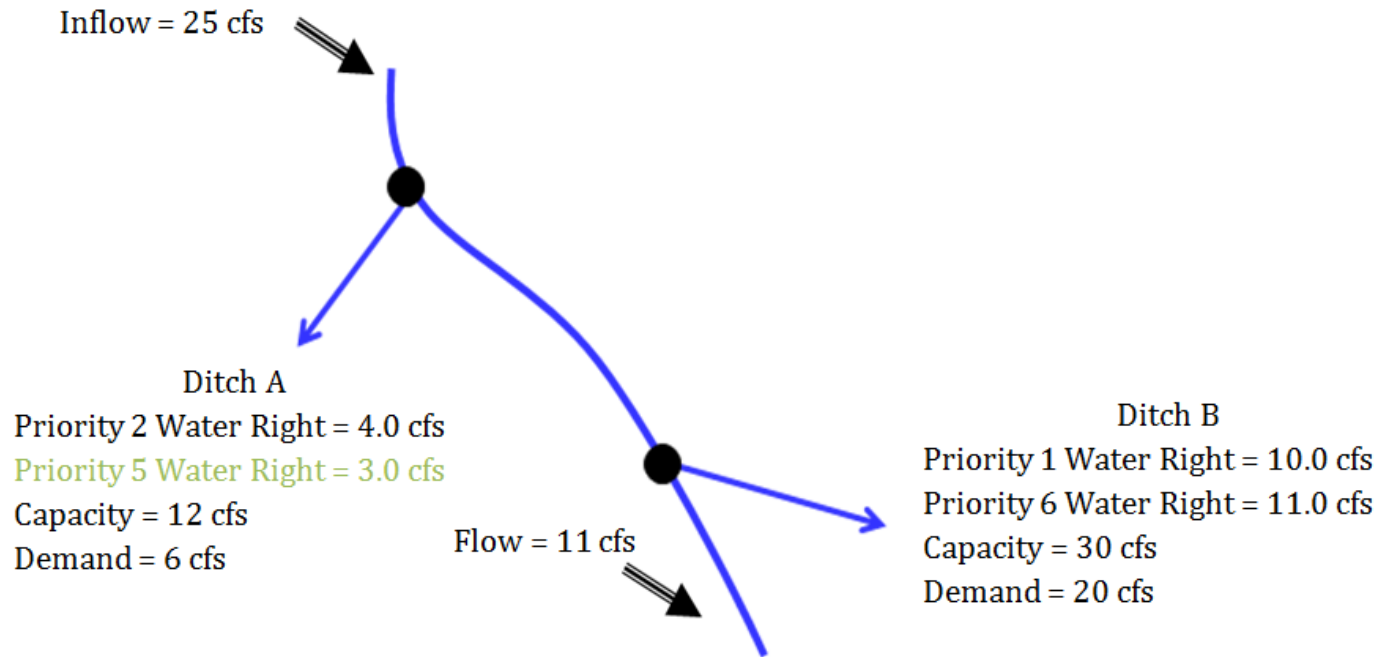 Inflow = 25 cfs
Ditch A
Priority 2 Water Right = 4.0 cfs
Priority 5 Water Right = 3.0 cfs
Capacity = 12 cfs
Demand = 6 cfs
Flow = 11 cfs
Ditch B
Priority 1 Water Right = 10.0 cfs
Priority 6 Water Right = 11.0 cfs
Capacity = 30 cfs
Demand = 20 cfs